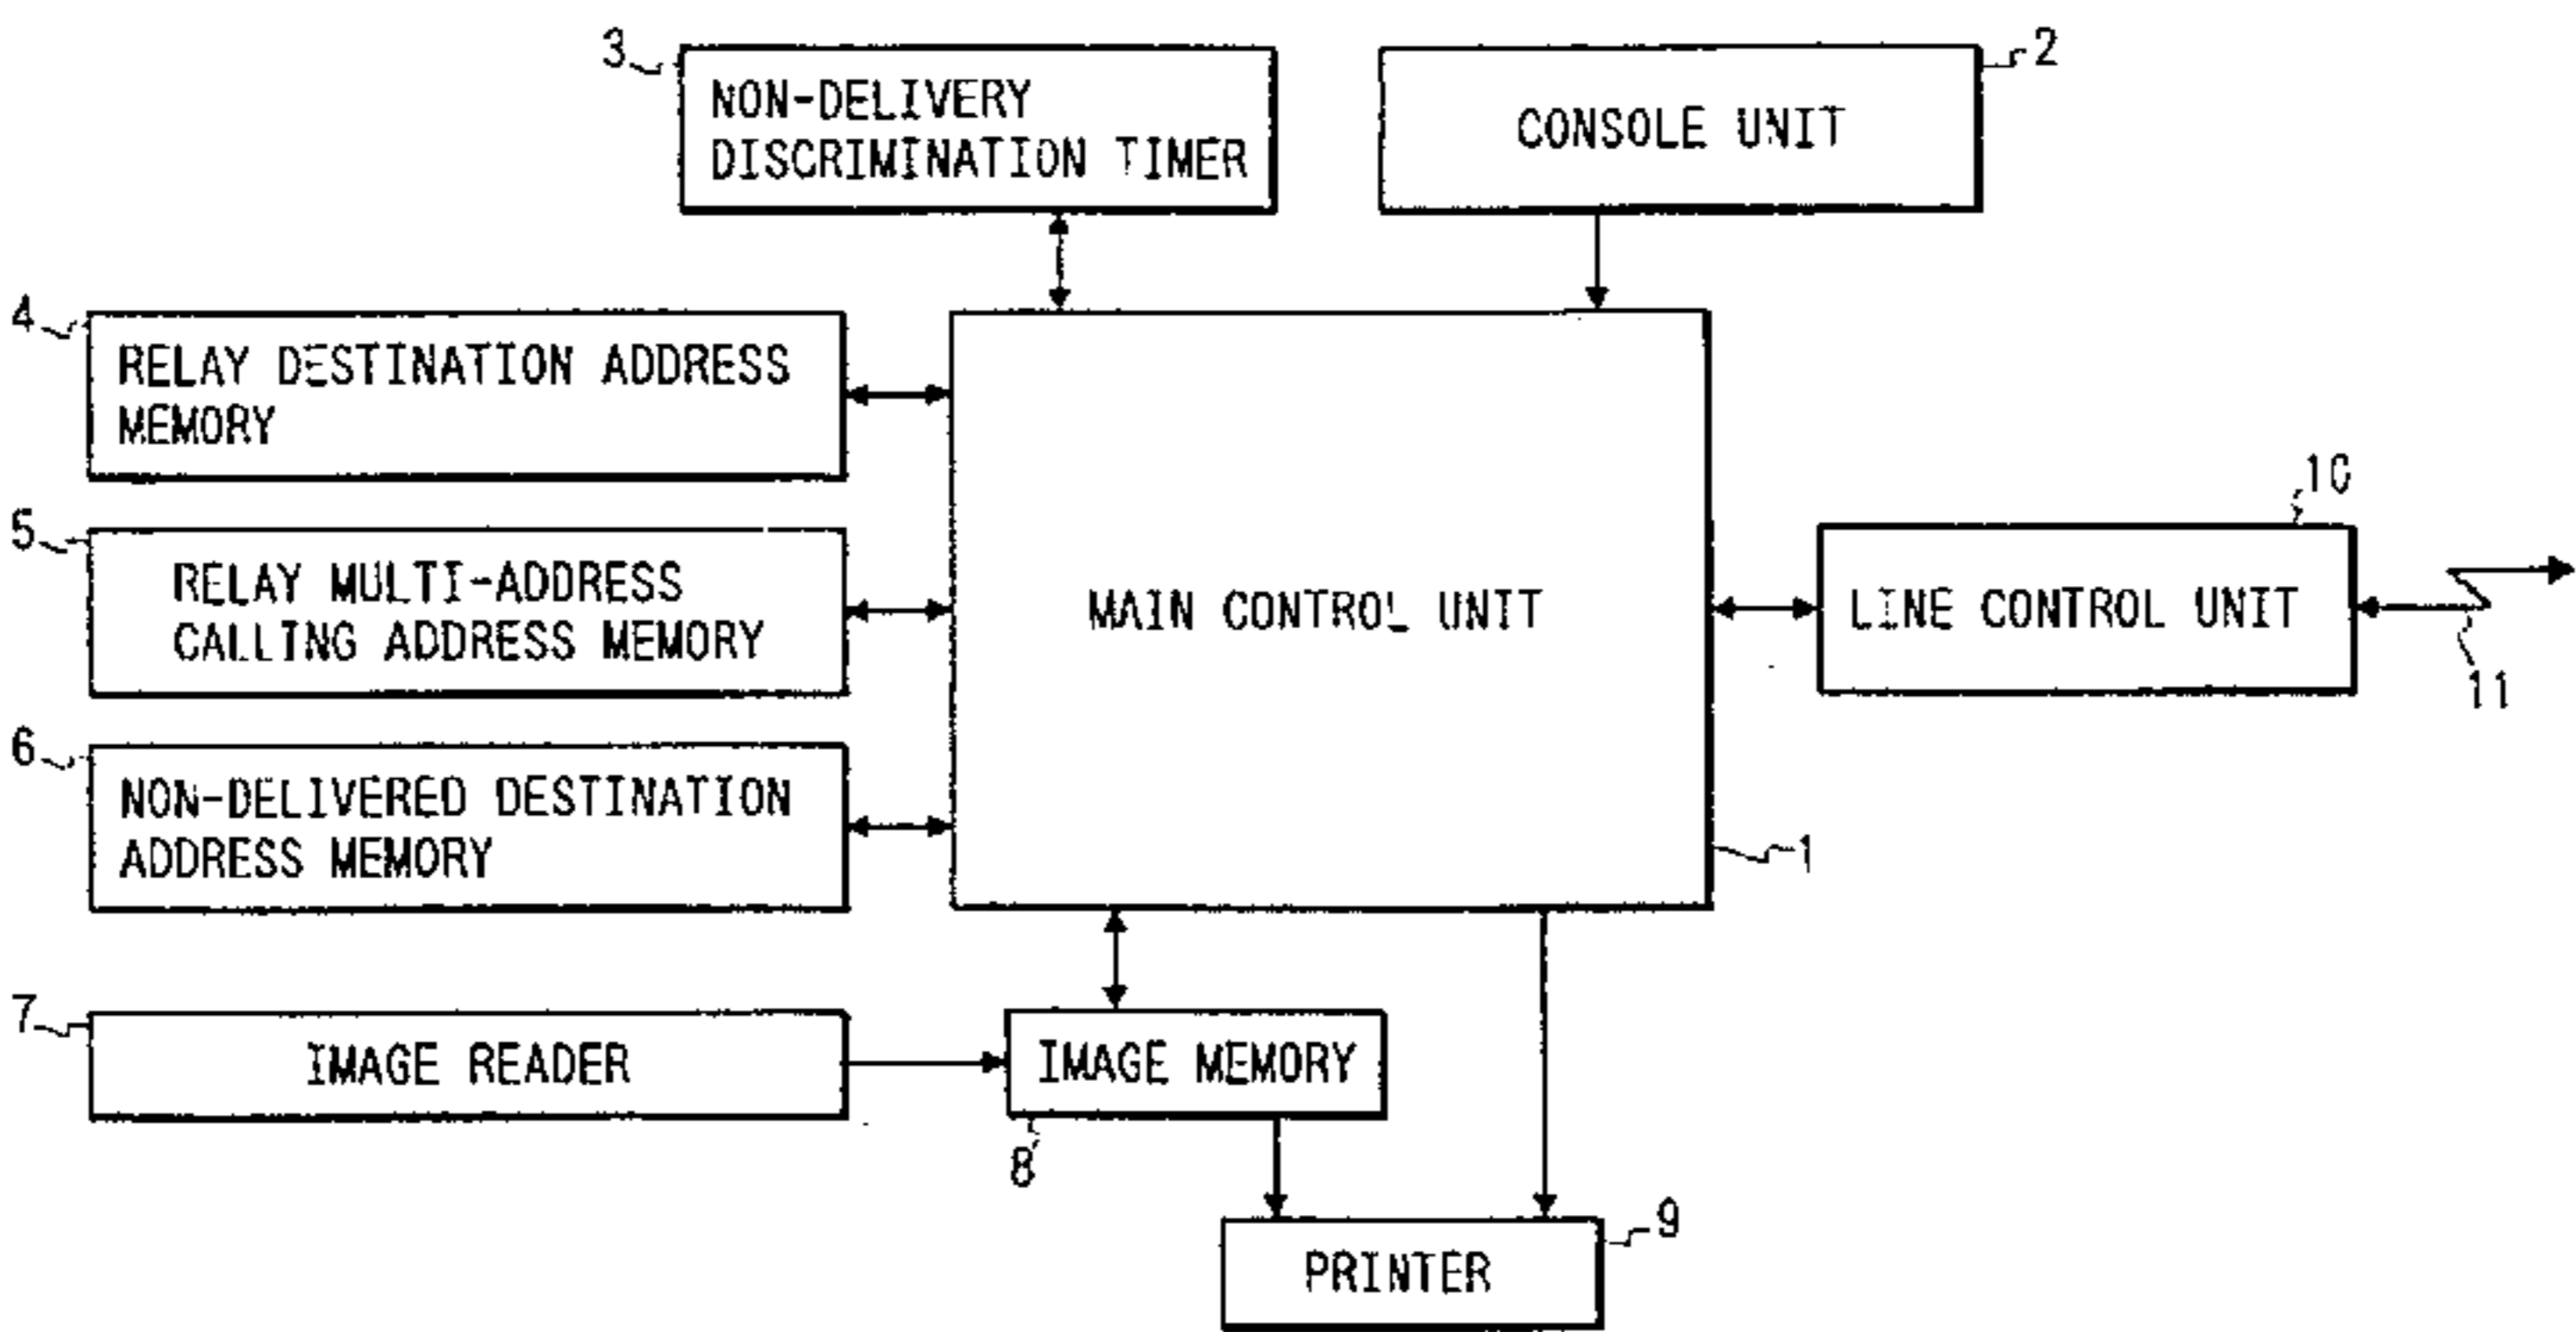 3
NON-DELIVERY
DISCRIMINATION TIMER
2
CONSOLE UNIT
4
RELAY DESTINATION ADDRESS
MEMORY
5
RELAY MULTI-ADDRESS
CALLING ADDRESS MEMORY
6
NON-DELIVERED DESTINATION
ADDRESS MEMORY
MAIN CONTROL UNIT
1
10
LINE CONTROL UNIT
11
7
IMAGE READER
IMAGE MEMORY
8
PRINTER
9